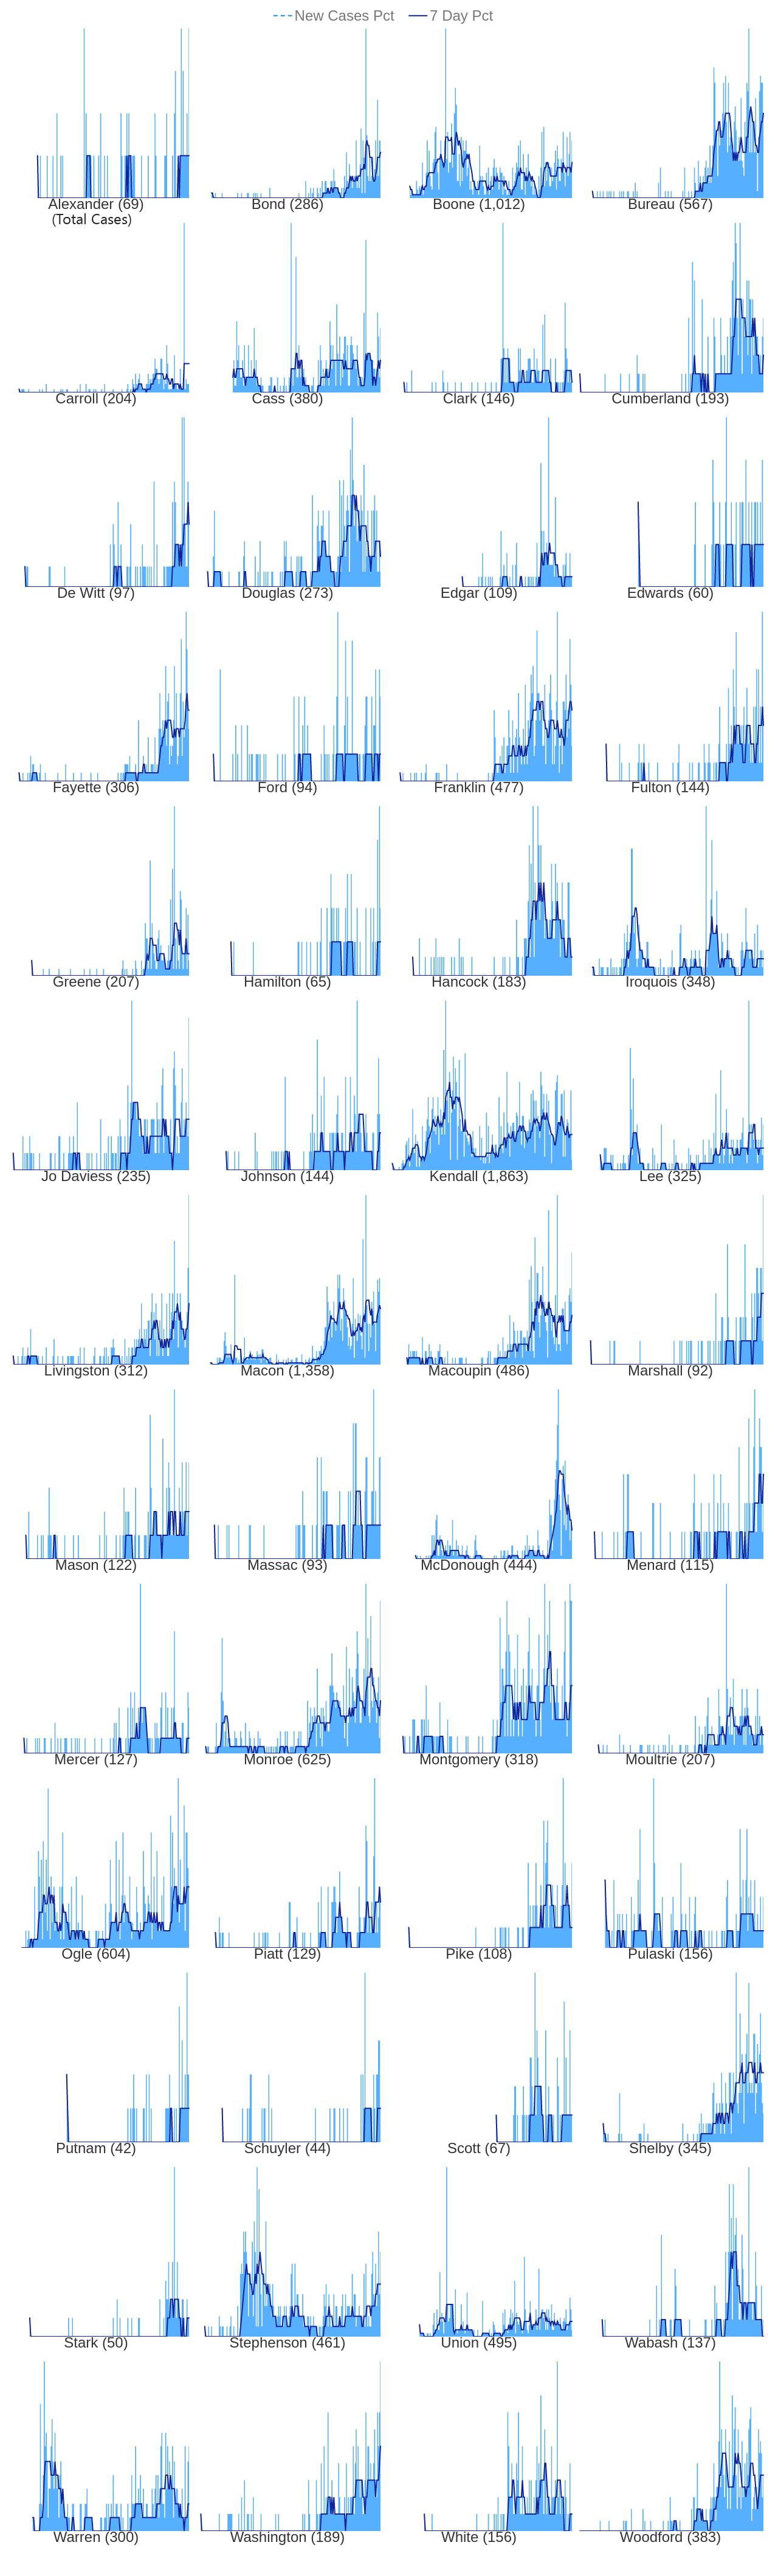 New Cases Pct 7 Day Pct
Alexander (69) Bond (286) Boone (1,012) Bureau (567)
(Total Cases)
Carroll (204) Cass (380) Clark (146) Cumberland (193)
De Witt (97) Douglas (273) Edgar (109) Edwards (60)
Fayette (306) Ford (94) Franklin (477) Fulton (144)
Greene (207) Hamilton (65) Hancock (183) Iroquois (348)
Jo Daviess (235) Johnson (144) Kendall (1,863) Lee (325)
Livingston (312) Macon (1,358) Macoupin (486) Marshall (92)
Mason (122) Massac (93) McDonough (444) Menard (115)
Mercer (127) Monroe (625) Montgomery (318) Moultrie (207)
Ogle (604) Piatt (129) Pike (108) Pulaski (156)
Putnam (42) Schuyler (44) Scott (67) Shelby (345)
Stark (50) Stephenson (461) Union (495) Wabash (137)
Warren (300) Washington (189) White (156) Woodford (383)